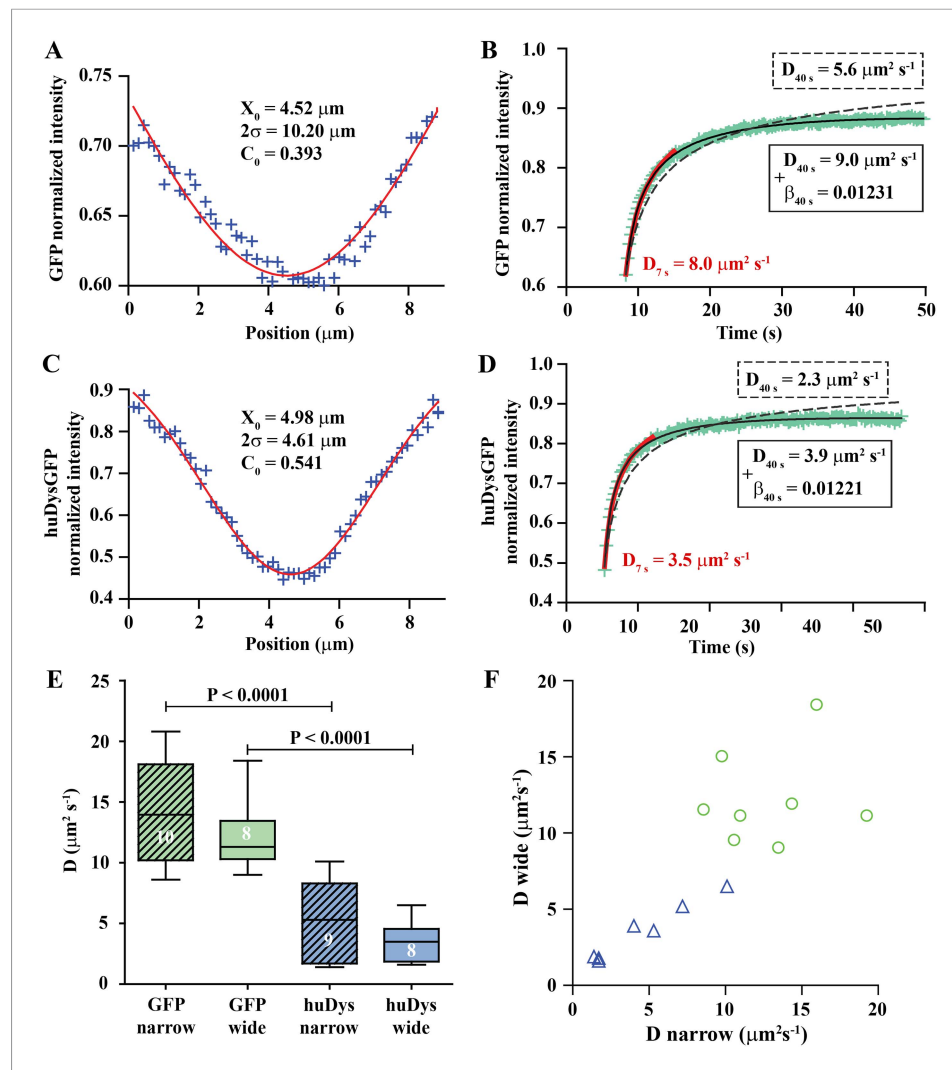 A
GFP normalized intensity
0.75
0.70
0.65
0.60
X₀ = 4.52 μm
2σ = 10.20 μm
C₀ = 0.393
0 2 4 6 8
Position (μm)
B
GFP normalized intensity
1.0
0.9
0.8
0.7
0.6
D₄₀ ₛ = 5.6 μm² s⁻¹
D₄₀ ₛ = 9.0 μm² s⁻¹
+
β₄₀ ₛ = 0.01231
D₇ ₛ = 8.0 μm² s⁻¹
0 10 20 30 40 50
Time (s)
C
huDysGFP
normalized intensity
0.9
0.8
0.7
0.6
0.5
0.4
X₀ = 4.98 μm
2σ = 4.61 μm
C₀ = 0.541
0 2 4 6 8
Position (μm)
D
huDysGFP
normalized intensity
1.0
0.9
0.8
0.7
0.6
0.5
0.4
D₄₀ ₛ = 2.3 μm² s⁻¹
D₄₀ ₛ = 3.9 μm² s⁻¹
+
β₄₀ ₛ = 0.01221
D₇ ₛ = 3.5 μm² s⁻¹
0 10 20 30 40 50
Time (s)
E
D (μm² s⁻¹)
25
20
15
10
5
0
P < 0.0001
P < 0.0001
10
8
9
8
GFP narrow
GFP wide
huDys narrow
huDys wide
F
D wide (μm²s⁻¹)
20
15
10
5
0
0 5 10 15 20
D narrow (μm²s⁻¹)